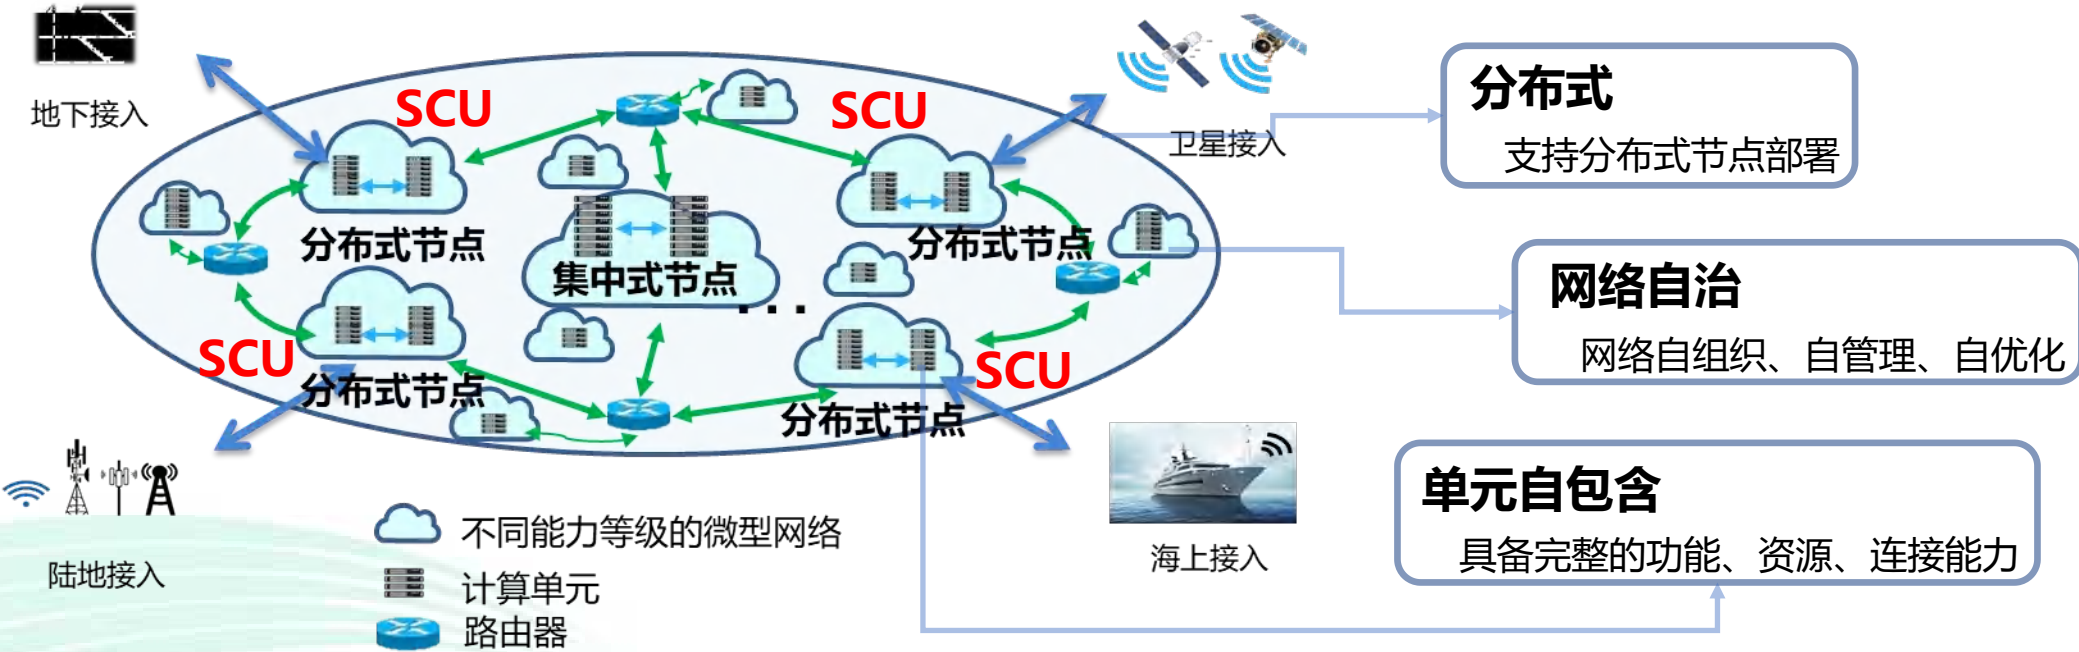 地下接入
SCU
SCU
卫星接入
分布式
支持分布式节点部署
分布式节点
分布式节点
集中式节点
...
网络自治
网络自组织、自管理、自优化
SCU
SCU
分布式节点
分布式节点
单元自包含
具备完整的功能、资源、连接能力
陆地接入
海上接入
不同能力等级的微型网络
计算单元
路由器